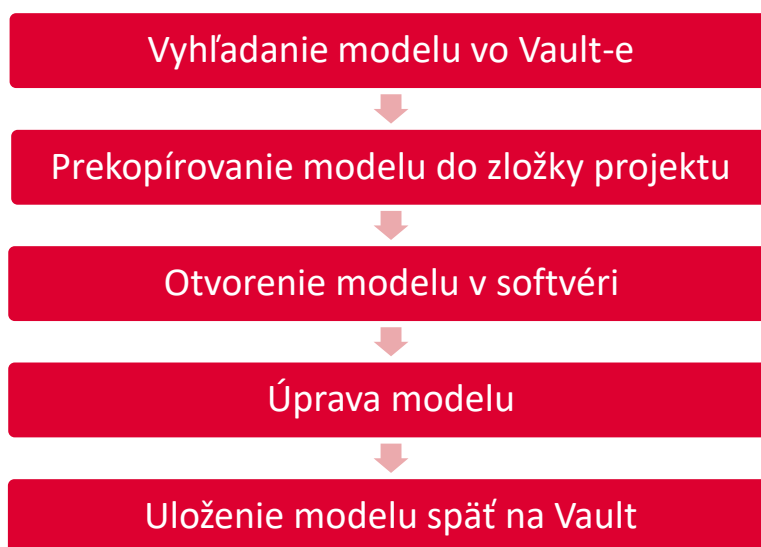 Vyhľadanie modelu vo Vault-e
Prekopírovanie modelu do zložky projektu
Otvorenie modelu v softvéri
Úprava modelu
Uloženie modelu späť na Vault